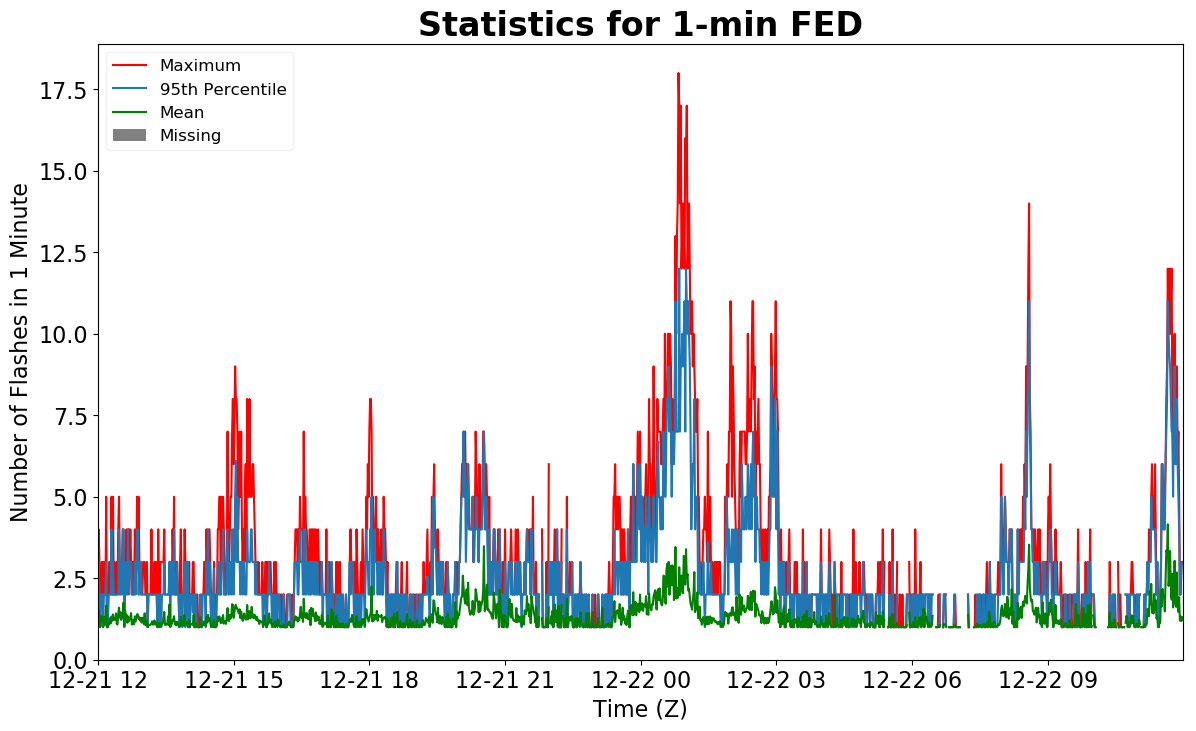 Statistics for 1-min FED
Maximum
95th Percentile
Mean
Missing
Number of Flashes in 1 Minute
17.5
15.0
12.5
10.0
7.5
5.0
2.5
0.0
12-21 12 12-21 15 12-21 18 12-21 21 12-22 00 12-22 03 12-22 06 12-22 09
Time (Z)